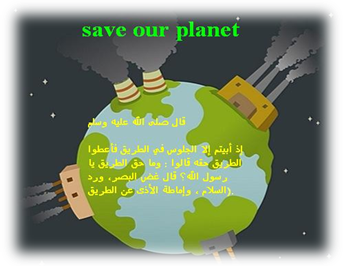 save our planet
قال صلى الله عليه وسلم
إذ أبيتم إلا الجلوس في الطريق فأعطوا
الطريق حقه قالوا : وما حق الطريق يا
رسول الله؟ قال غض البصر، ورد
السلام ، وإماطة الأذى عن الطريق).